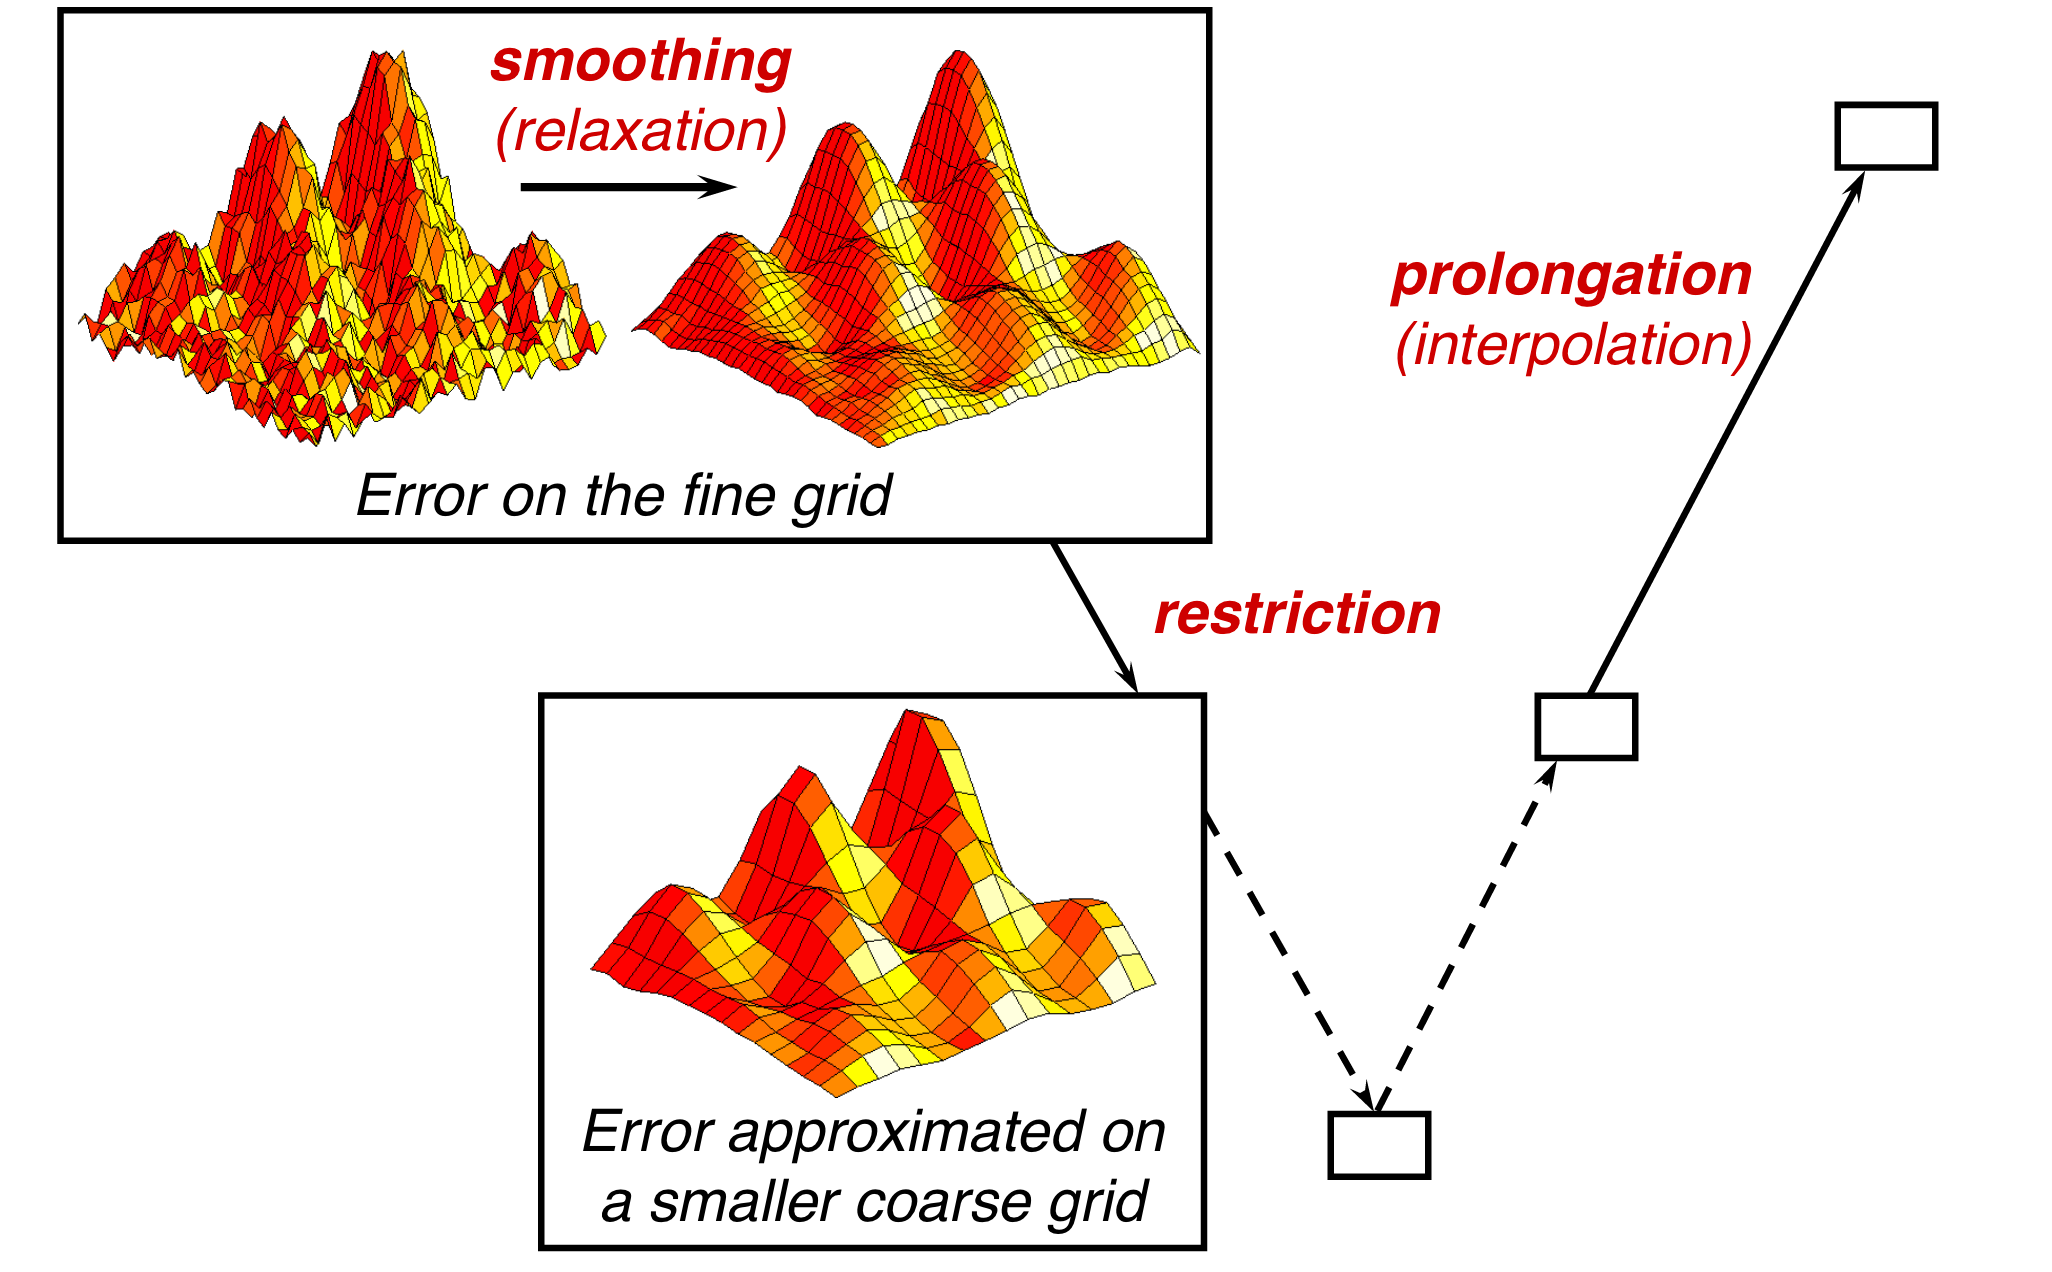 smoothing
(relaxation)
Error on the fine grid
prolongation
(interpolation)
restriction
Error approximated on
a smaller coarse grid